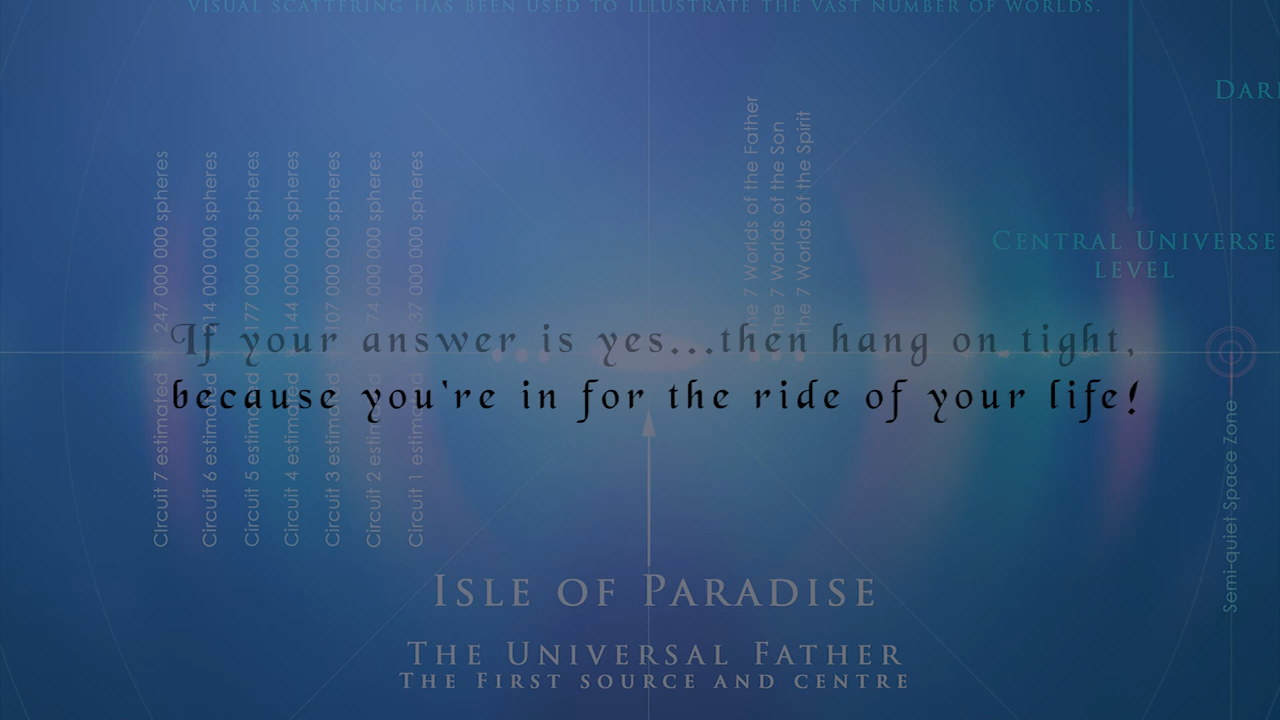 VISUAL SCATTERING HAS BEEN USED TO ILLUSTRATE THE VAST NUMBER OF WORLDS.
CENTRAL UNIVERSE
LEVEL
The 7 Worlds of the Father
The 7 Worlds of the Son
The 7 Worlds of the Spirit
Circuit 7 estimated 247 000 000 spheres
Circuit 6 estimated 214 000 000 spheres
Circuit 5 estimated 177 000 000 spheres
Circuit 4 estimated 144 000 000 spheres
Circuit 3 estimated 107 000 000 spheres
Circuit 2 estimated 74 000 000 spheres
Circuit 1 estimated 37 000 000 spheres
If your answer is yes...then hang on tight,
because you're in for the ride of your life!
Semi-quiet Space Zone
ISLE OF PARADISE
THE UNIVERSAL FATHER
THE FIRST SOURCE AND CENTRE